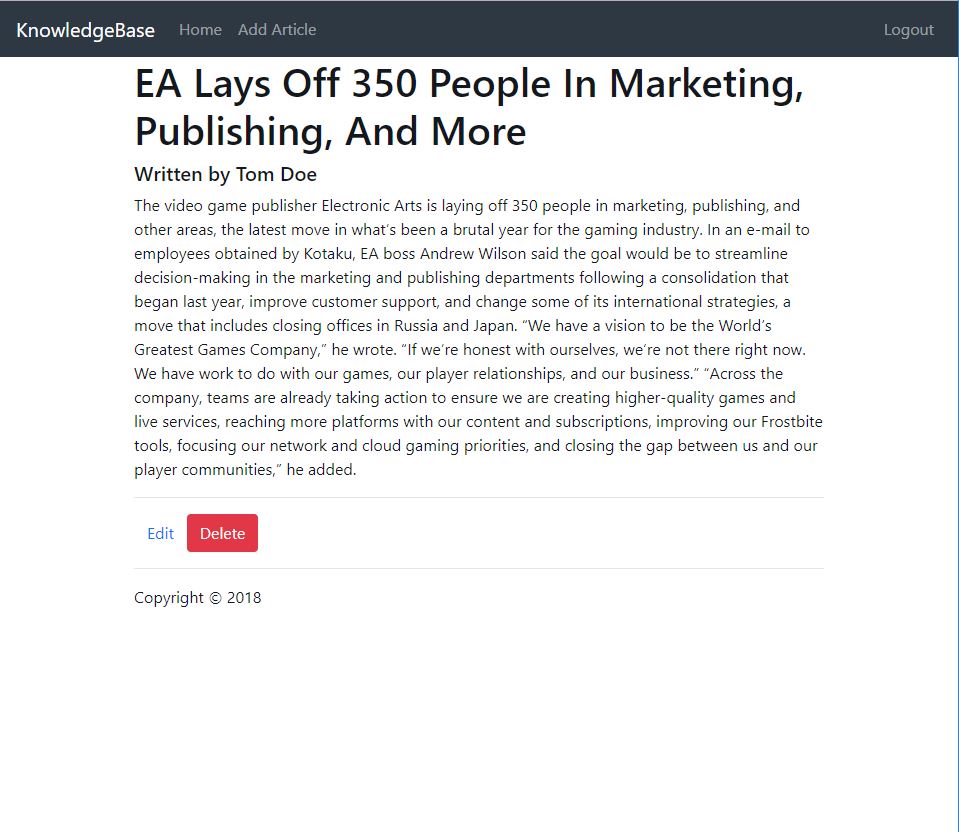 KnowledgeBase Home Add Article Logout
EA Lays Off 350 People In Marketing,
Publishing, And More
Written by Tom Doe
The video game publisher Electronic Arts is laying off 350 people in marketing, publishing, and
other areas, the latest move in what’s been a brutal year for the gaming industry. In an e-mail to
employees obtained by Kotaku, EA boss Andrew Wilson said the goal would be to streamline
decision-making in the marketing and publishing departments following a consolidation that
began last year, improve customer support, and change some of its international strategies, a
move that includes closing offices in Russia and Japan. “We have a vision to be the World’s
Greatest Games Company,” he wrote. “If we’re honest with ourselves, we’re not there right now.
We have work to do with our games, our player relationships, and our business.” “Across the
company, teams are already taking action to ensure we are creating higher-quality games and
live services, reaching more platforms with our content and subscriptions, improving our Frostbite
tools, focusing our network and cloud gaming priorities, and closing the gap between us and our
player communities,” he added.
Edit Delete
Copyright © 2018